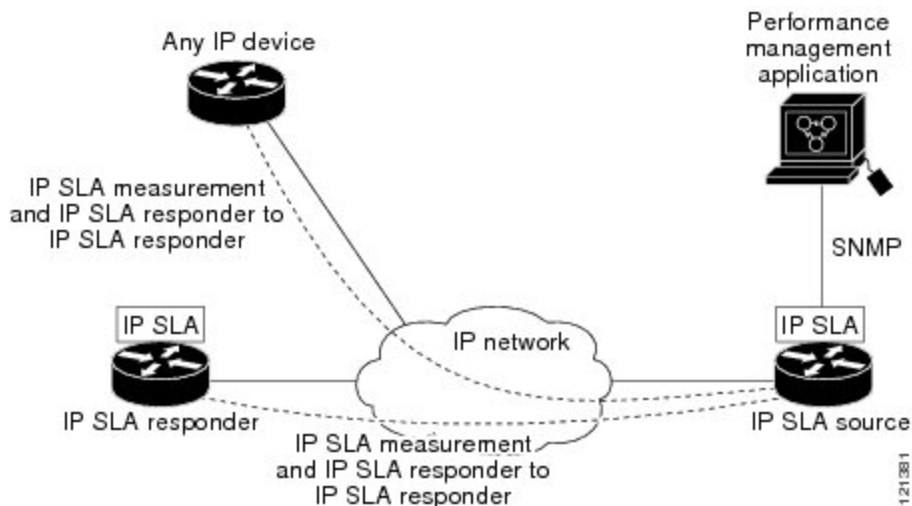 Any IP device
Performance
management
application
IP SLA measurement
and IP SLA responder to
IP SLA responder
SNMP
IP SLA
IP network
IP SLA
IP SLA responder
IP SLA source
IP SLA measurement
and IP SLA responder to
IP SLA responder
121381